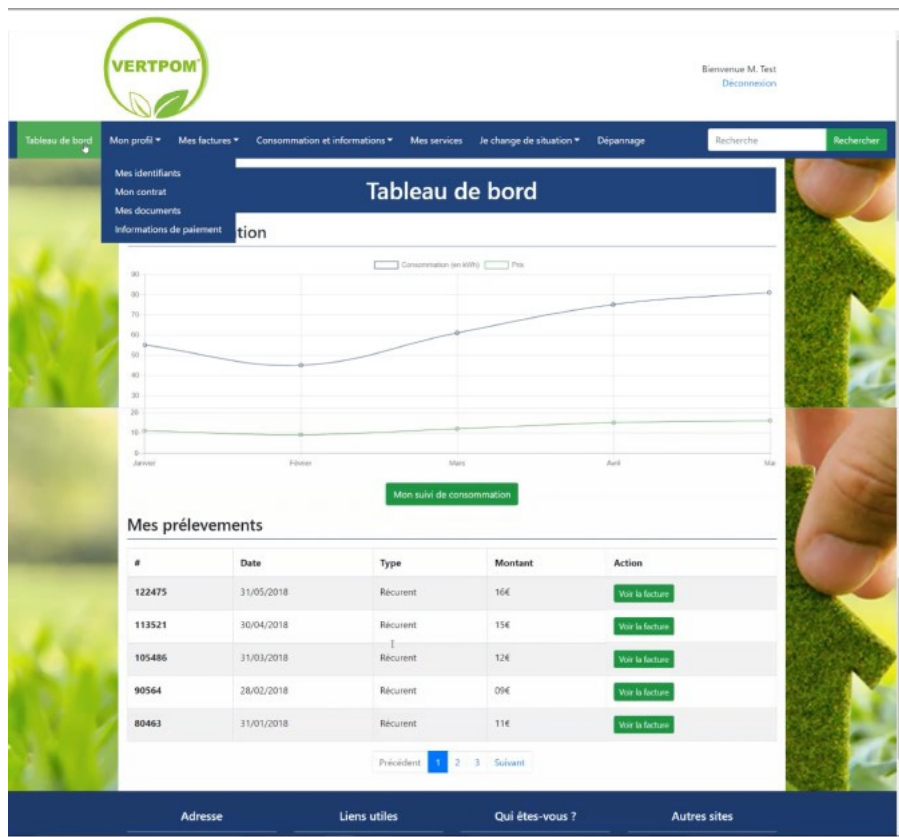 VERTPOM
Bienvenue M. Test
Déconnexion
Tableau de bord Mon profil Mes factures Consommation et informations Mes services Je change de situation Dépannage Recherche Rechercher
Mes identifiants
Mon contrat
Mes documents
Informations de paiement
Tableau de bord
tion
Consommation (en kWh) Prix
90
80
70
60
50
40
30
20
10
0
Janvier Février Mars Avril Mai
Mon suivi de consommation
Mes prélevements
# Date Type Montant Action
122475 31/05/2018 Récurent 16€ Voir la facture
113521 30/04/2018 Récurent 15€ Voir la facture
105486 31/03/2018 Récurent 12€ Voir la facture
90564 28/02/2018 Récurent 09€ Voir la facture
80463 31/01/2018 Récurent 11€ Voir la facture
Précédent 1 2 3 Suivant
Adresse Liens utiles Qui êtes-vous ? Autres sites